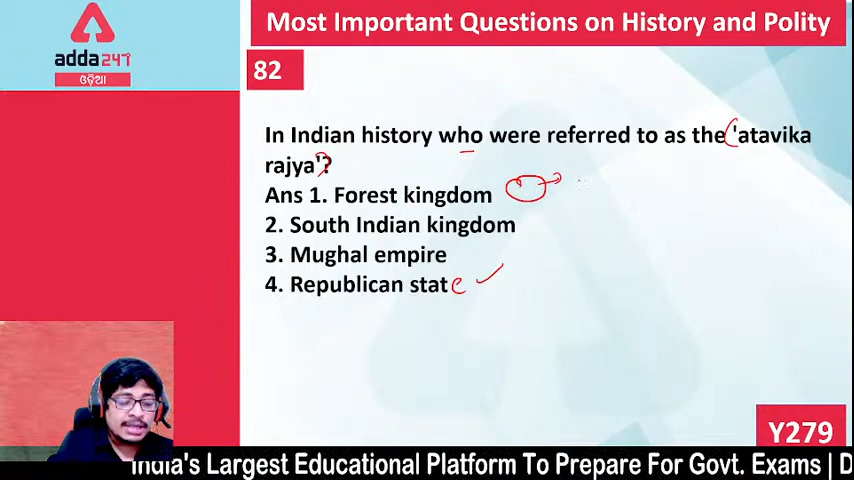 Most Important Questions on History and Polity
adda247
ଓଡ଼ିଆ
82
In Indian history who were referred to as the 'atavika
rajya'?
Ans 1. Forest kingdom
2. South Indian kingdom
3. Mughal empire
4. Republican state
Y279
India's Largest Educational Platform To Prepare For Govt. Exams | D